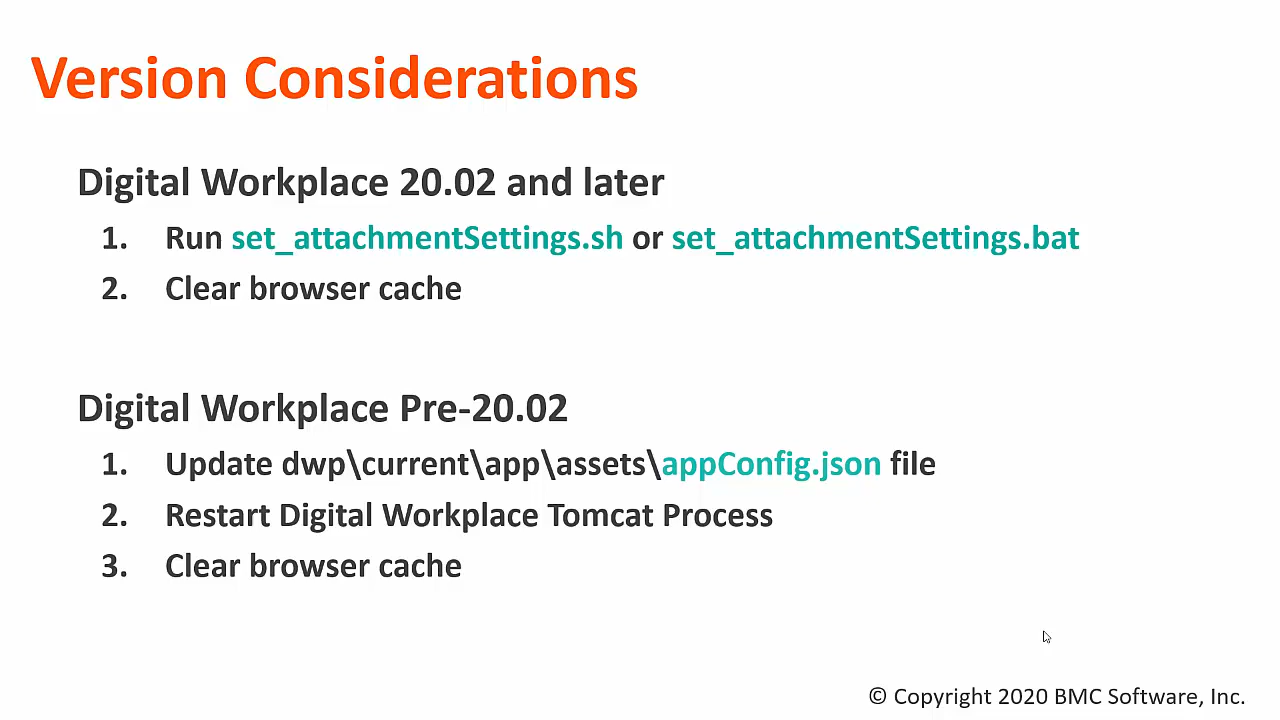 Version Considerations
Digital Workplace 20.02 and later
1. Run set_attachmentSettings.sh or set_attachmentSettings.bat
2. Clear browser cache
Digital Workplace Pre-20.02
1. Update dwp\current\app\assets\appConfig.json file
2. Restart Digital Workplace Tomcat Process
3. Clear browser cache
© Copyright 2020 BMC Software, Inc.